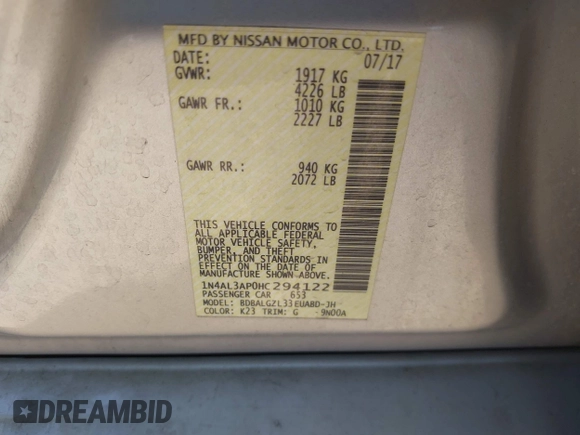 MFD BY NISSAN MOTOR CO., LTD.
DATE: 07/17
GVWR: 1917 KG
4226 LB
GAWR FR.: 1010 KG
2227 LB
GAWR RR.: 940 KG
2072 LB
THIS VEHICLE CONFORMS TO
ALL APPLICABLE FEDERAL
MOTOR VEHICLE SAFETY,
BUMPER, AND THEFT
PREVENTION STANDARDS IN
EFFECT ON THE DATE OF
MANUFACTURE SHOWN ABOVE.
1N4AL3AP0HC294122
PASSENGER CAR 653
MODEL: BDBALGZL33EUABD-JH
COLOR: K23 TRIM: G 9N00A
DREAMBID